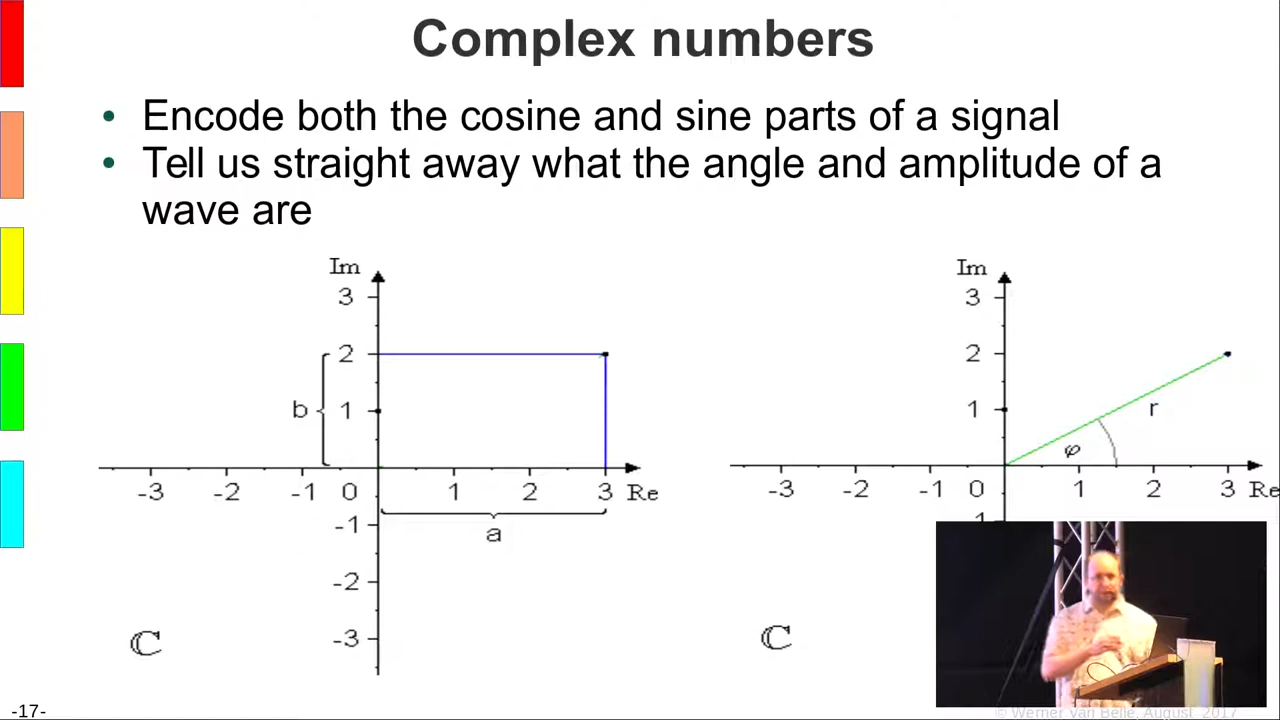 Complex numbers
• Encode both the cosine and sine parts of a signal
• Tell us straight away what the angle and amplitude of a
wave are
Im
3
2
b
1
-3 -2 -1 0 1 2 3 Re
a
-1
-2
-3
ℂ
Im
3
2
1
r
φ
-3 -2 -1 0 1 2 3 Re
ℂ
-17-
© Werner Van Belle, August, 2017